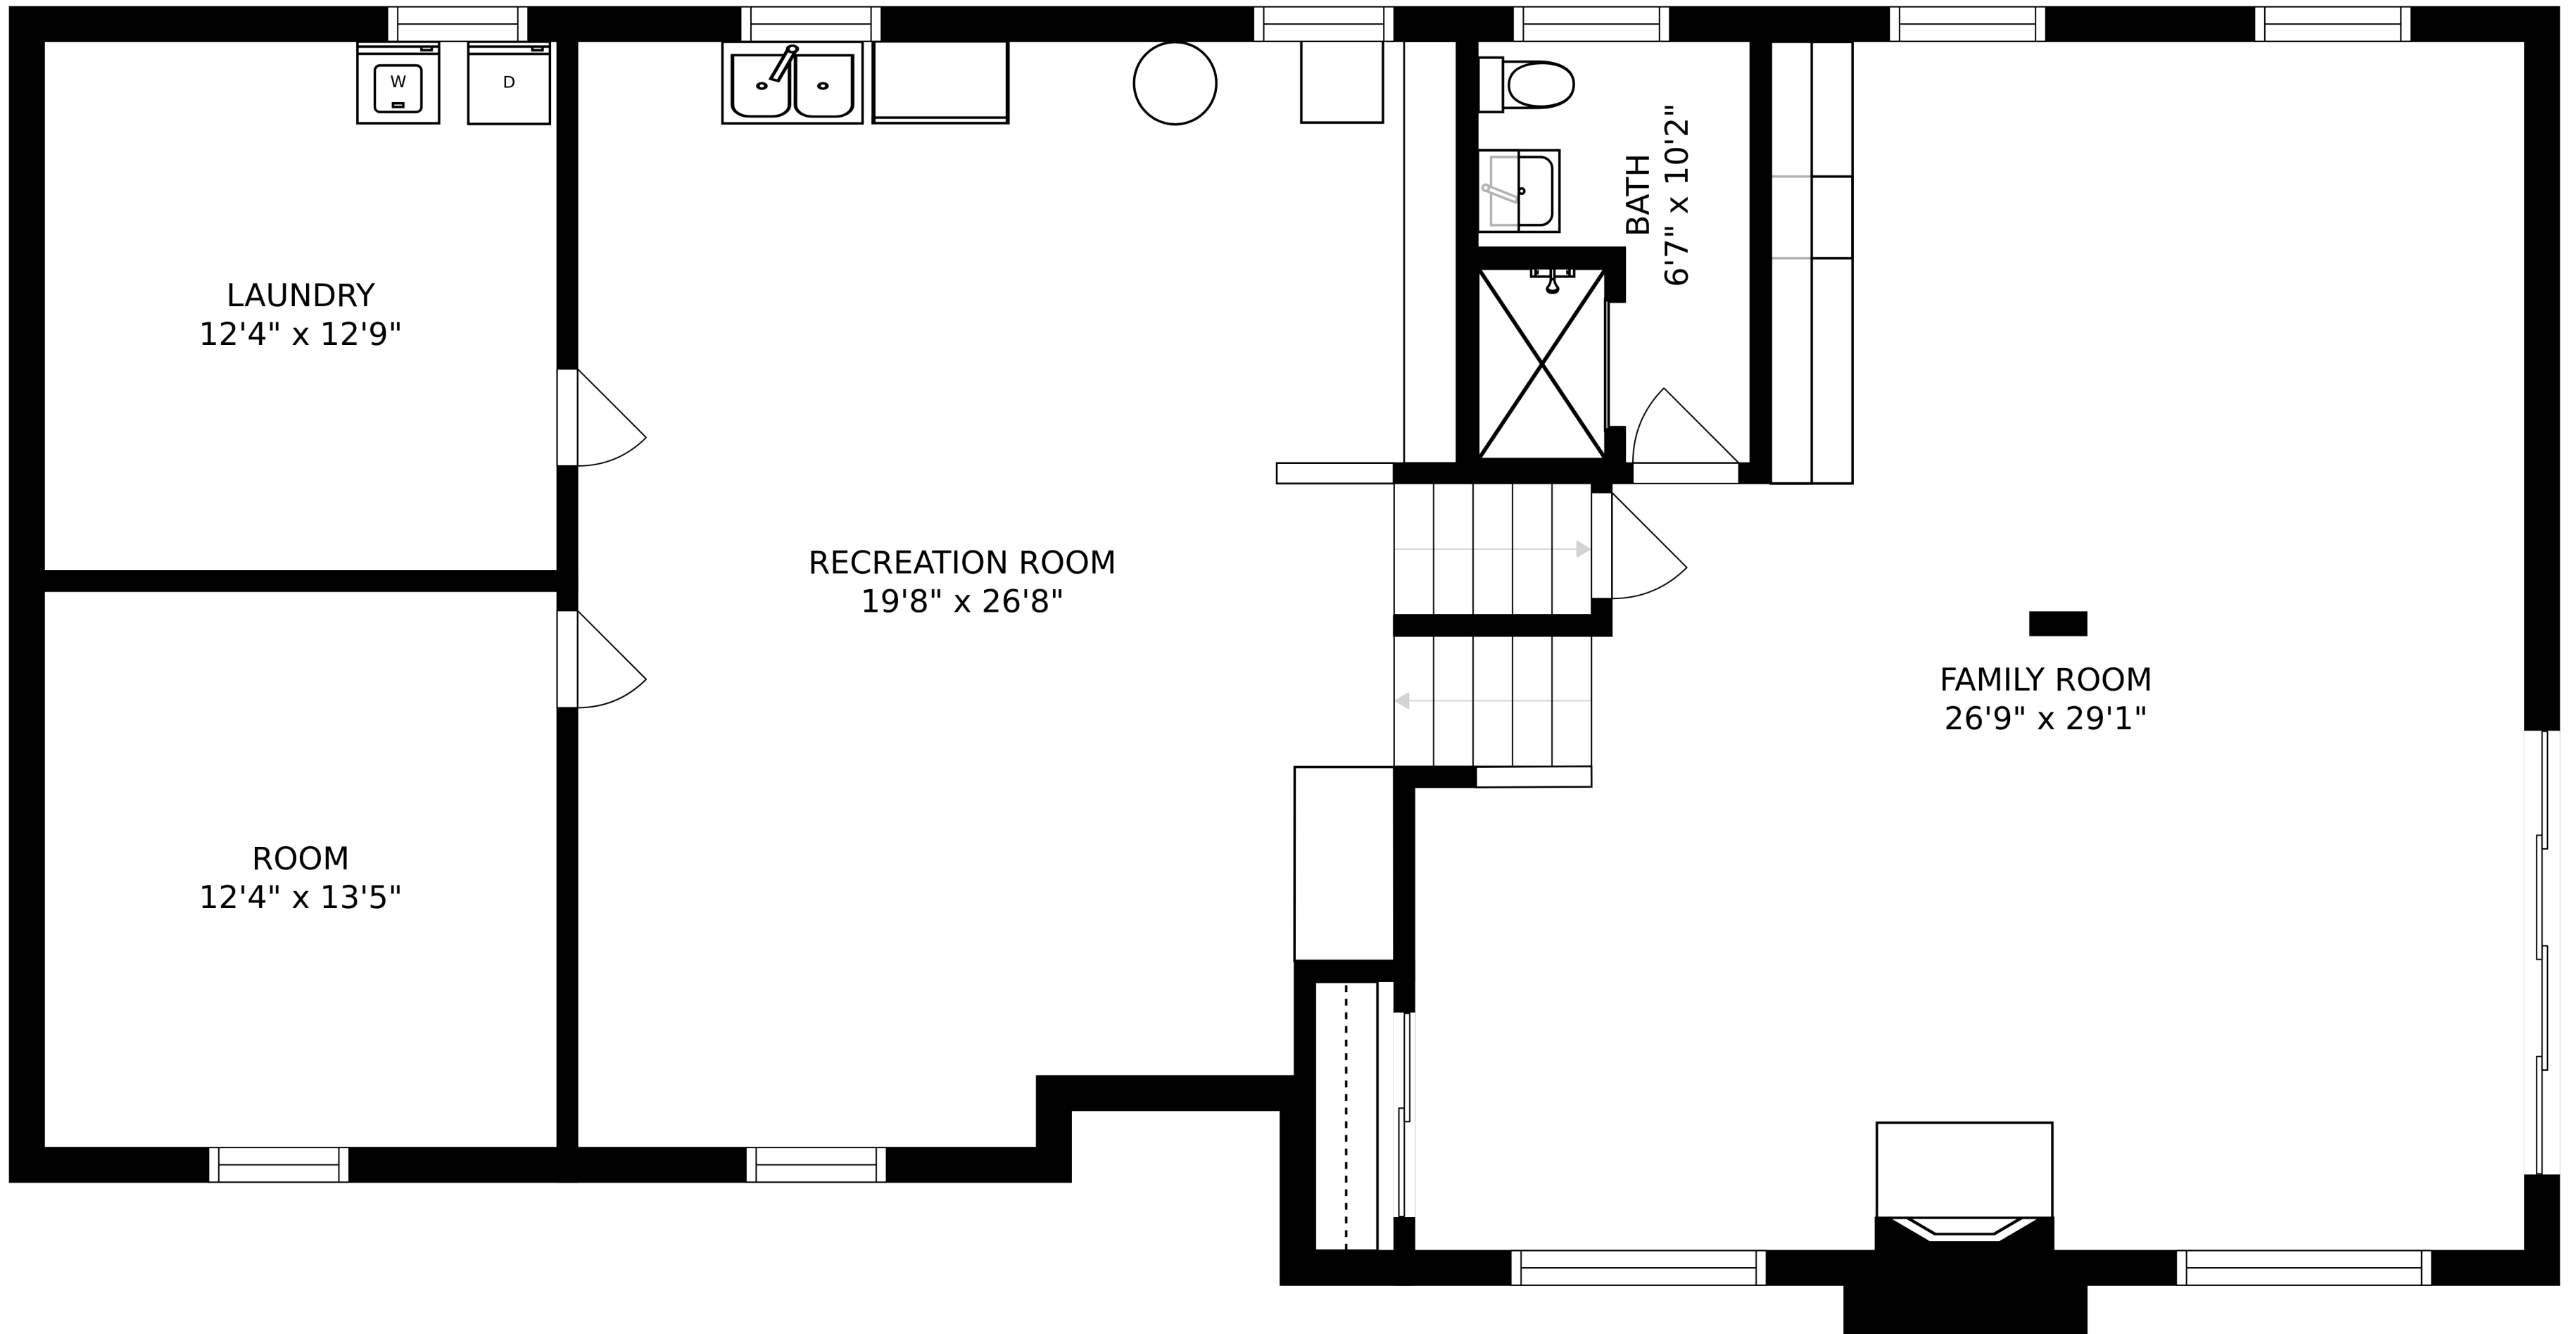 W
D
LAUNDRY
12'4" x 12'9"
BATH
6'7" x 10'2"
RECREATION ROOM
19'8" x 26'8"
FAMILY ROOM
26'9" x 29'1"
ROOM
12'4" x 13'5"